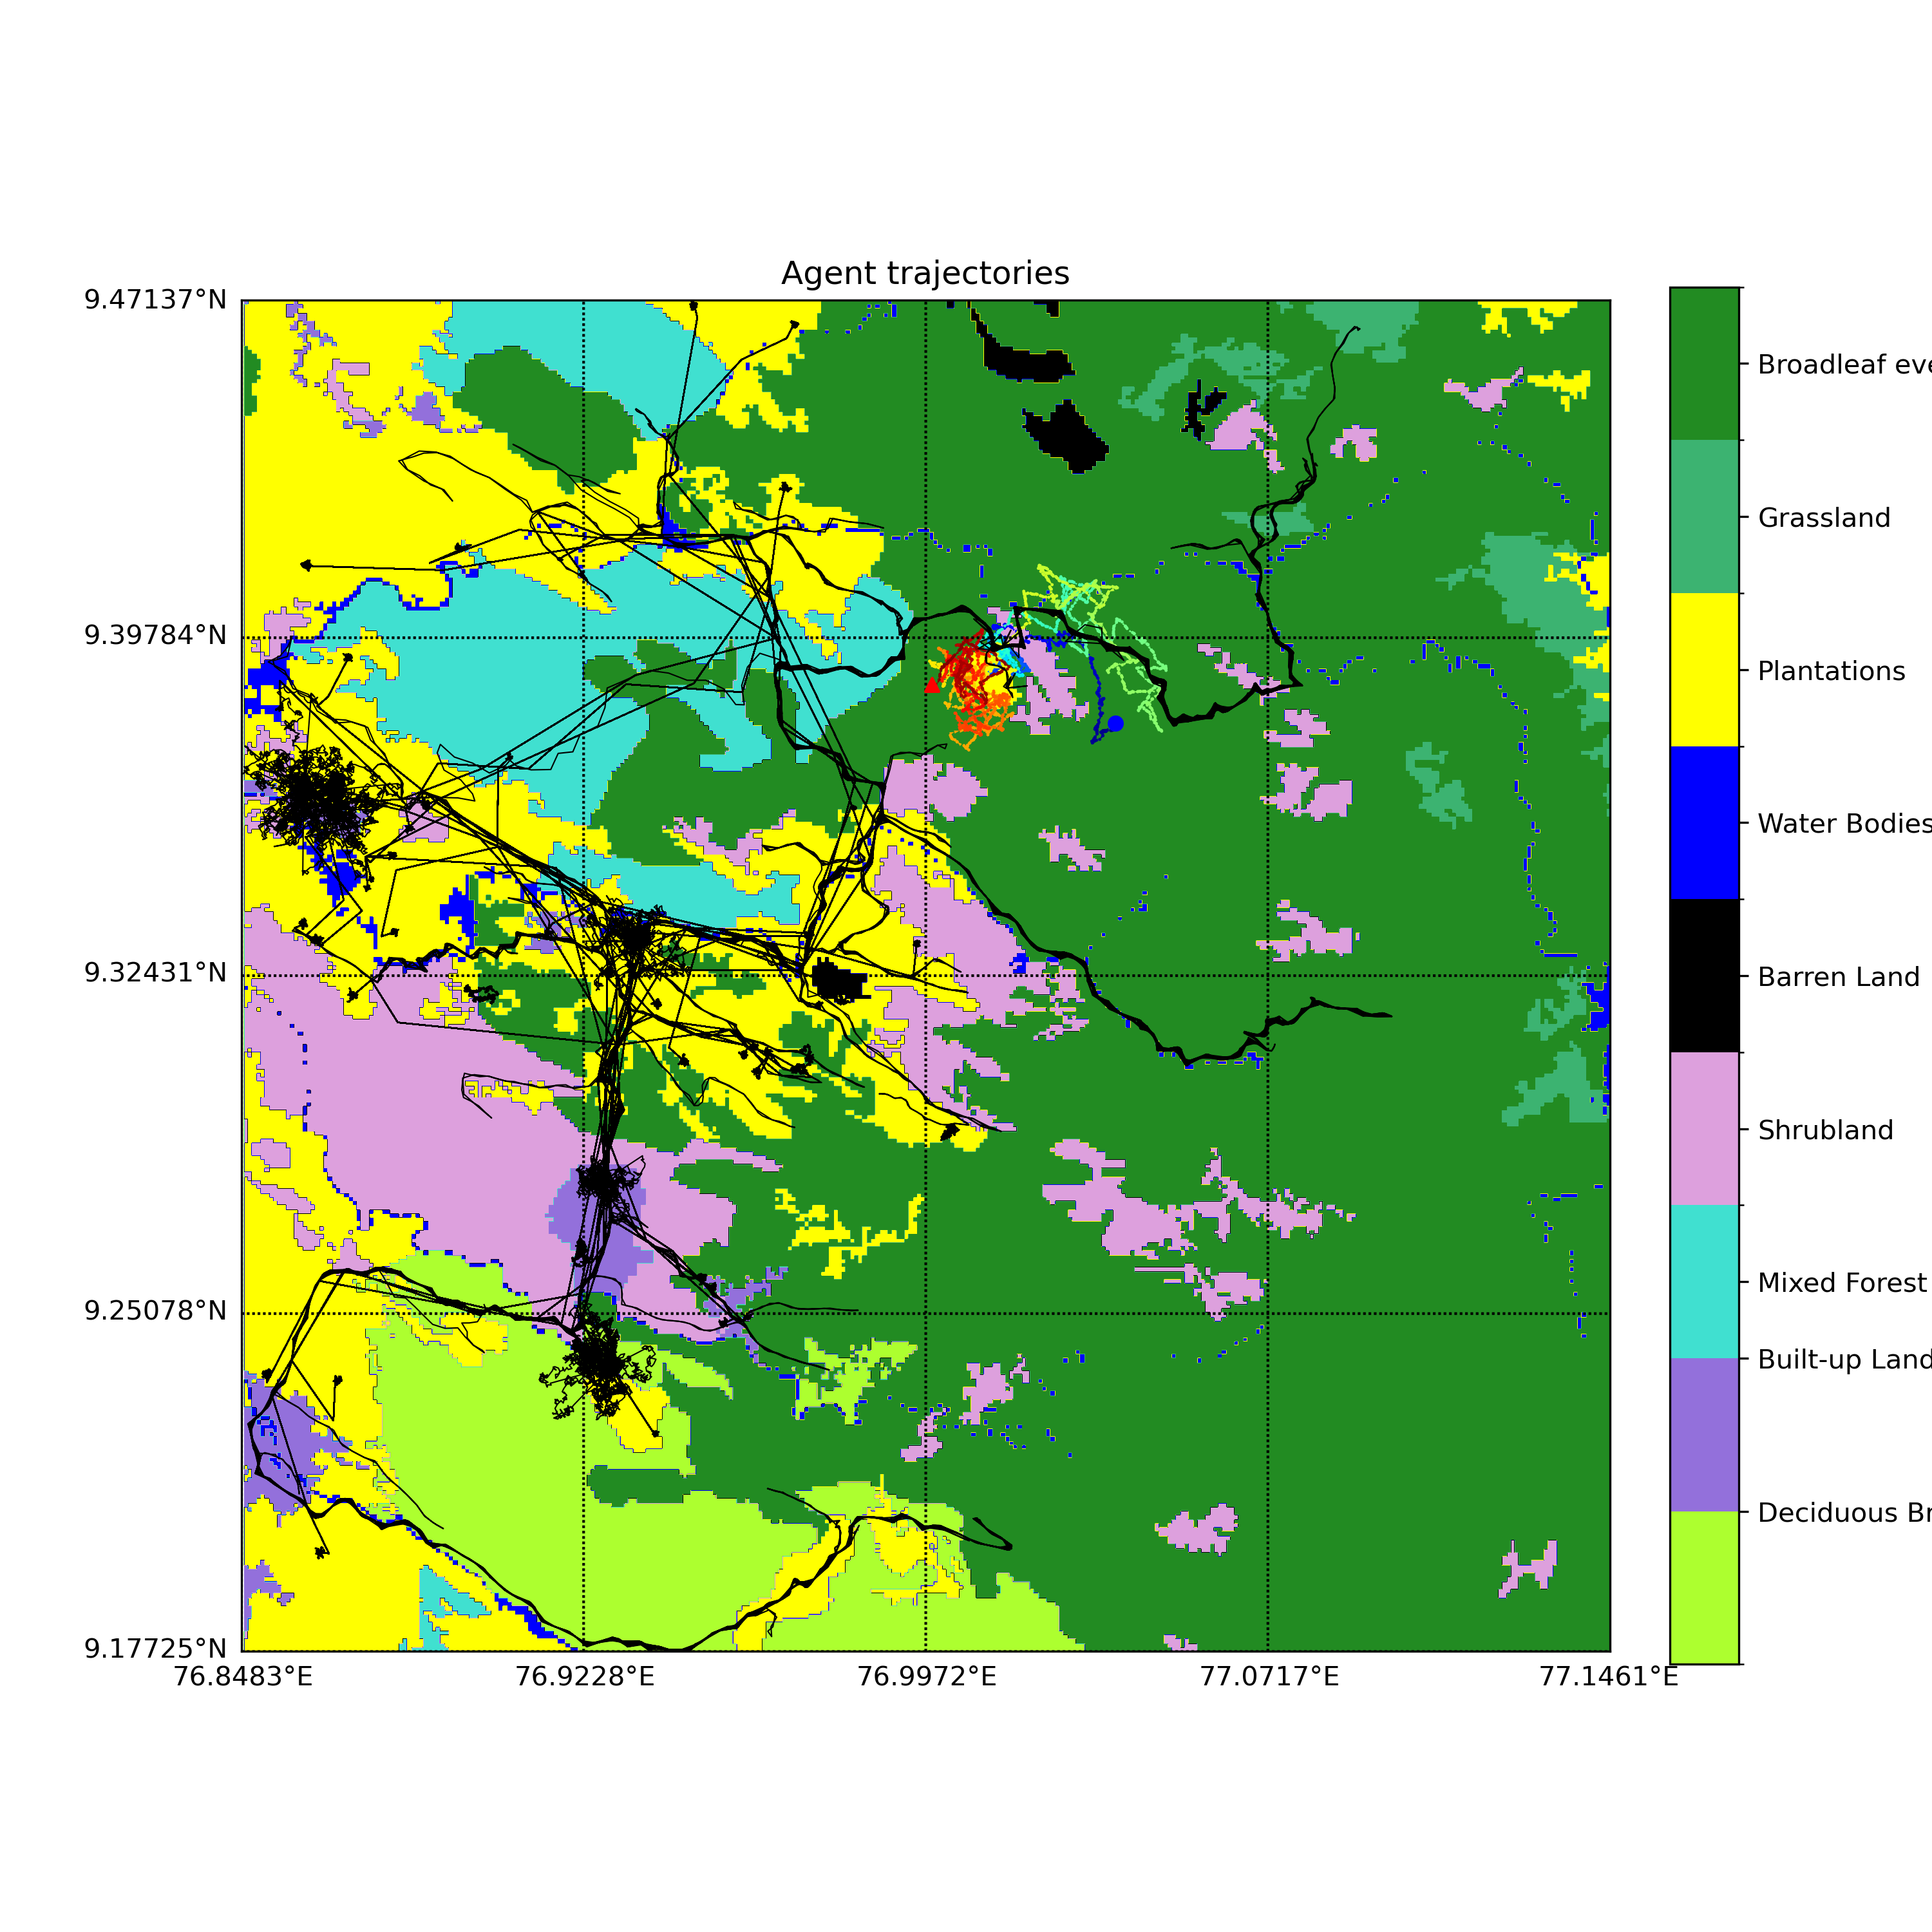 Agent trajectories
9.47137°N
9.39784°N
9.32431°N
9.25078°N
9.17725°N
76.8483°E
76.9228°E
76.9972°E
77.0717°E
77.1461°E
Broadleaf eve
Grassland
Plantations
Water Bodies
Barren Land
Shrubland
Mixed Forest
Built-up Land
Deciduous Br